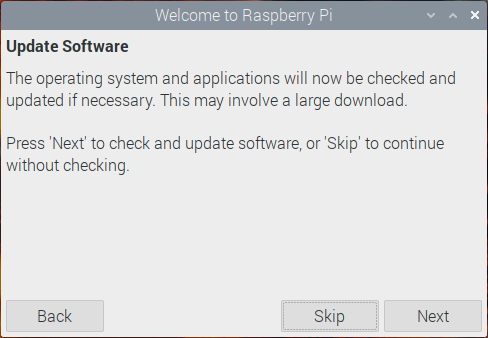 Welcome to Raspberry Pi
Update Software
The operating system and applications will now be checked and
updated if necessary. This may involve a large download.
Press 'Next' to check and update software, or 'Skip' to continue
without checking.
Back
Skip
Next